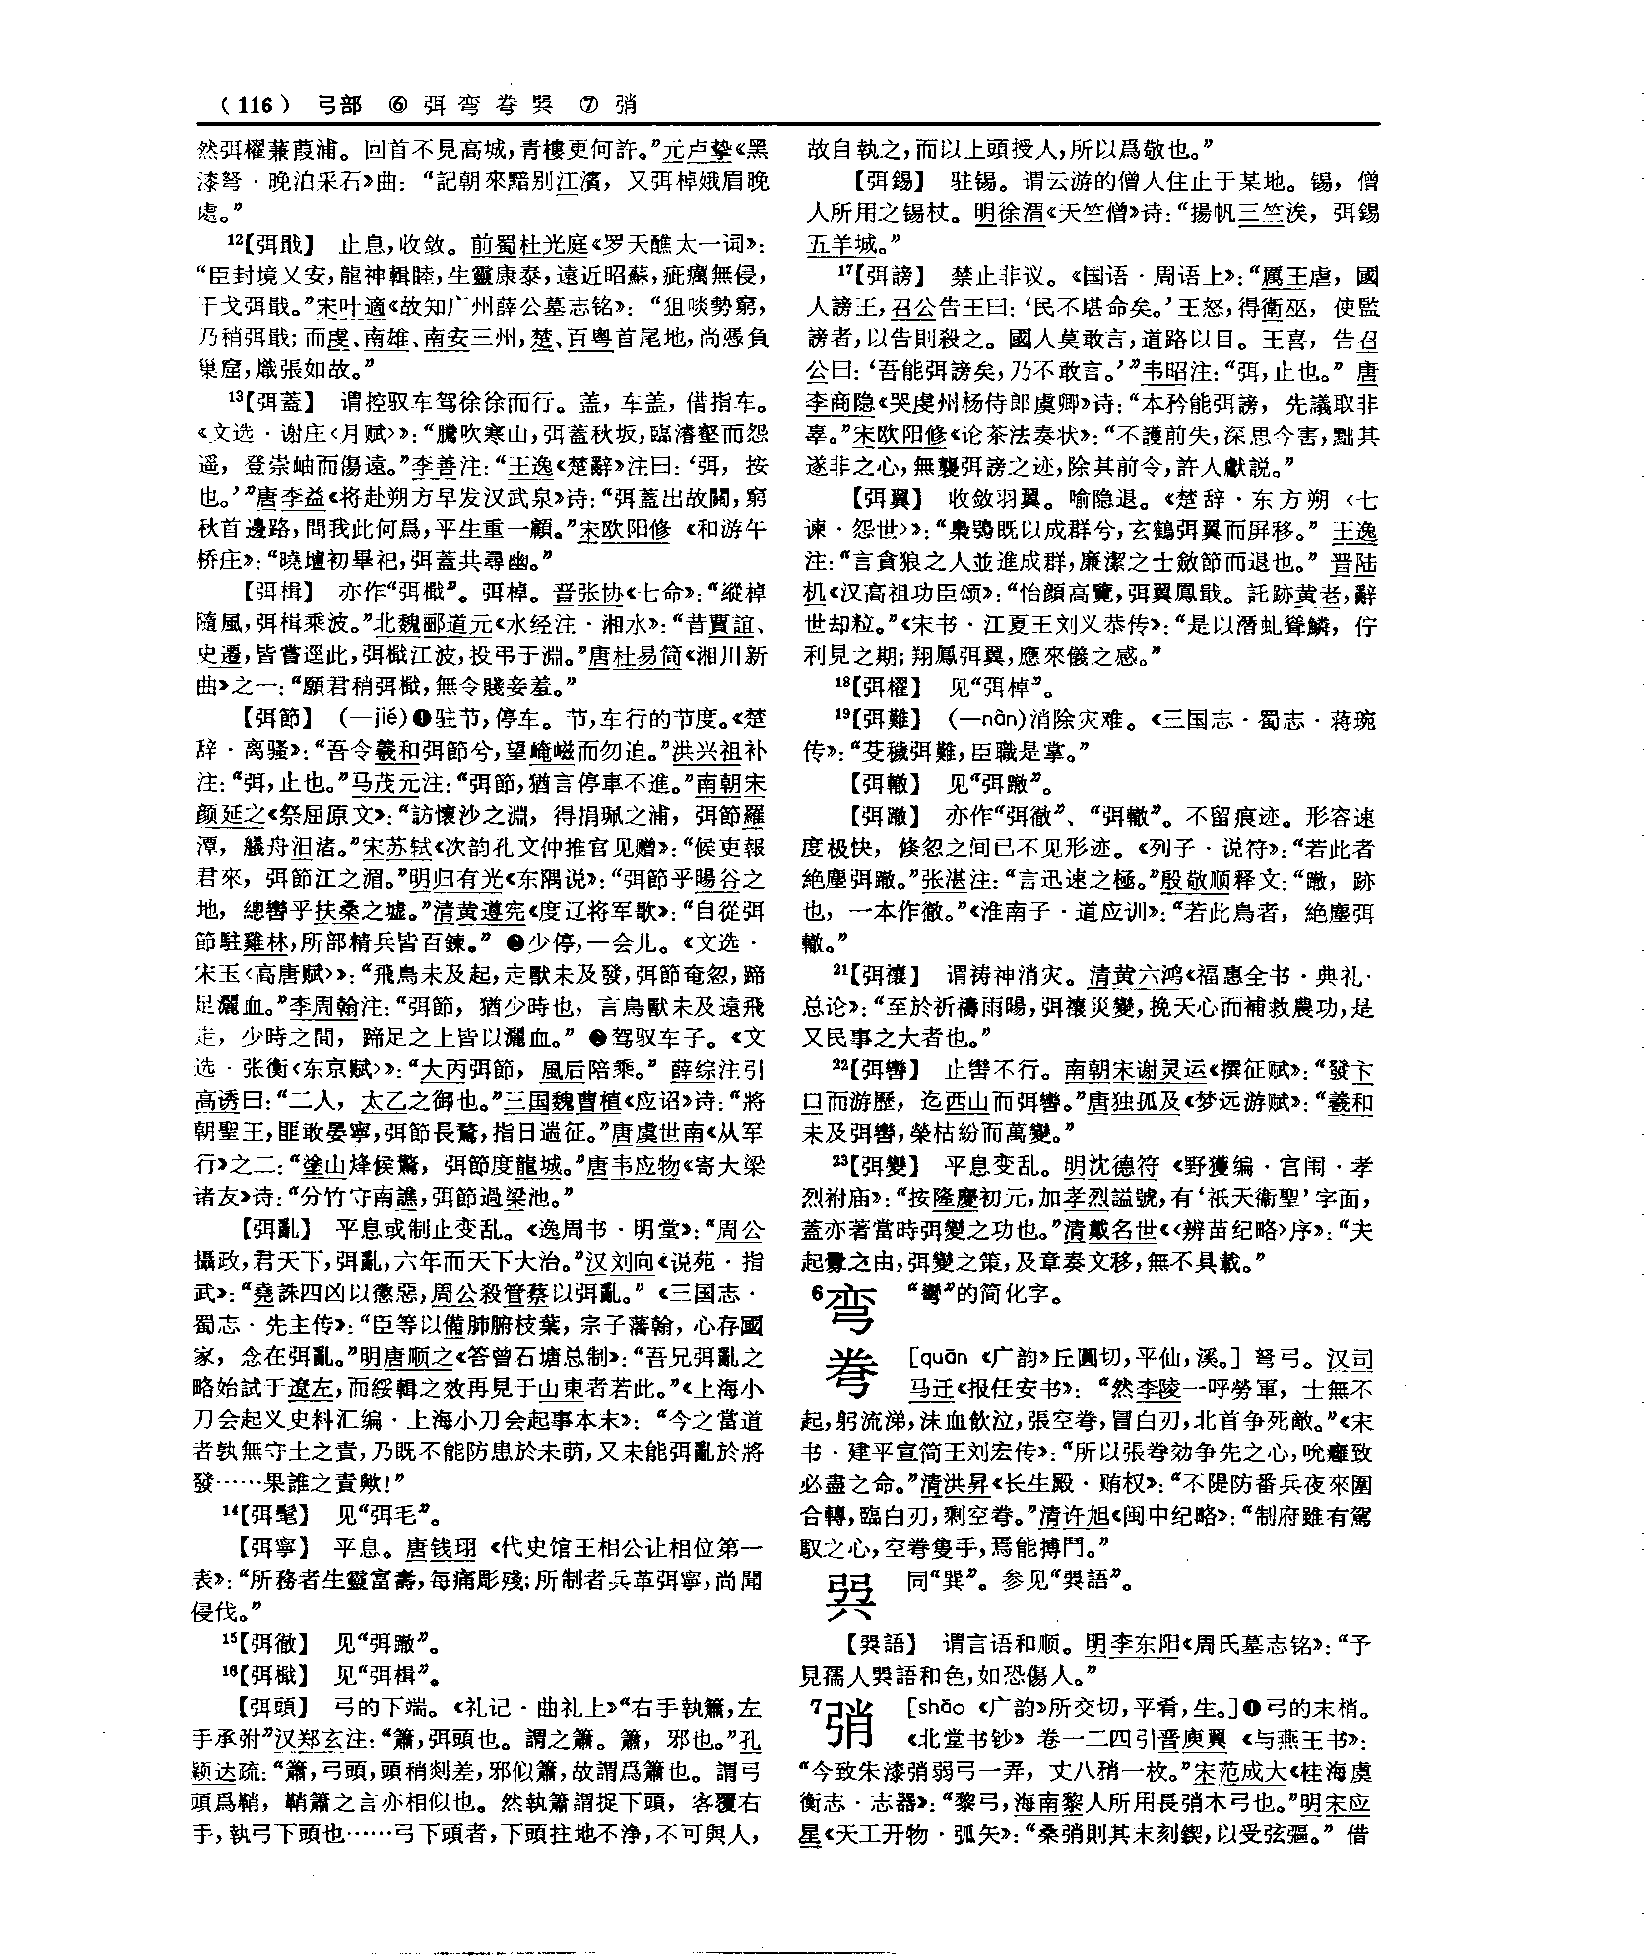 （116） 弓部 ⑥ 弭 弯 弮 㢲 ⑦ 弰
然弭櫂蒹葭浦。回首不見高城，青樓更何許。”元卢挚《黑
漆弩·晚泊采石》曲：“記朝來黯别江濱，又弭棹娥眉晚
處。”
12【弭戢】 止息，收敛。前蜀杜光庭《罗天醮太一词》：
“臣封境乂安，龍神輯睦，生靈康泰，遠近昭蘇，疵癘無侵，
干戈弭戢。”宋叶適《故知广州薛公墓志铭》：“狙啖勢窮，
乃稍弭戢；而虔、南雄、南安三州，楚、百粤首尾地，尚憑負
巢窟，熾張如故。”
13【弭蓋】 谓控驭车驾徐徐而行。盖，车盖，借指车。
《文选·谢庄〈月赋〉》：“騰吹寒山，弭蓋秋坂，臨濬壑而怨
遥，登崇岫而傷遠。”李善注：“王逸《楚辭》注曰：‘弭，按
也。’”唐李益《将赴朔方早发汉武泉》诗：“弭蓋出故關，窮
秋首邊路，問我此何爲，平生重一顧。”宋欧阳修《和游午
桥庄》：“曉壇初畢祀，弭蓋共尋幽。”
【弭楫】 亦作“弭檝”。弭棹。晋张协《七命》：“縱棹
隨風，弭楫乘波。”北魏郦道元《水经注·湘水》：“昔賈誼、
史遷，皆嘗逕此，弭檝江波，投弔于淵。”唐杜易简《湘川新
曲》之一：“願君稍弭檝，無令賤妾羞。”
【弭節】 (—jié)❶驻节，停车。节，车行的节度。《楚
辞·离骚》：“吾令羲和弭節兮，望崦嵫而勿迫。”洪兴祖补
注：“弭，止也。”马茂元注：“弭節，猶言停車不進。”南朝宋
颜延之《祭屈原文》：“訪懷沙之淵，得捐珮之浦，弭節羅
潭，艤舟汨渚。”宋苏轼《次韵孔文仲推官见赠》：“候吏報
君來，弭節江之湄。”明归有光《东隅说》：“弭節乎暘谷之
地，總轡乎扶桑之墟。”清黄遵宪《度辽将军歌》：“自從弭
節駐雞林，所部精兵皆百鍊。” ❷少停，一会儿。《文选·
宋玉〈高唐赋〉》：“飛鳥未及起，走獸未及發，弭節奄忽，蹄
足灑血。”李周翰注：“弭節，猶少時也，言鳥獸未及遠飛
走，少時之間，蹄足之上皆以灑血。” ❸驾驭车子。《文
选·张衡〈东京赋〉》：“大丙弭節，風后陪乘。” 薛综注引
高诱曰：“二人，太乙之御也。”三国魏曹植《应诏》诗：“將
朝聖王，匪敢晏寧，弭節長騖，指日遄征。”唐虞世南《从军
行》之二：“塗山烽候驚，弭節度龍城。”唐韦应物《寄大梁
诸友》诗：“分竹守南譙，弭節過梁池。”
【弭亂】 平息或制止变乱。《逸周书·明堂》：“周公
攝政，君天下，弭亂，六年而天下大治。”汉刘向《说苑·指
武》：“堯誅四凶以懲惡，周公殺管蔡以弭亂。”《三国志·
蜀志·先主传》：“臣等以備肺腑枝葉，宗子藩翰，心存國
家，念在弭亂。”明唐顺之《答曾石塘总制》：“吾兄弭亂之
略始試于遼左，而綏輯之效再見于山東者若此。”《上海小
刀会起义史料汇编·上海小刀会起事本末》：“今之當道
者孰無守土之責，乃既不能防患於未萌，又未能弭亂於將
發……果誰之責歟！”
14【弭髦】 见“弭毛”。
【弭寧】 平息。唐钱珝《代史馆王相公让相位第一
表》：“所務者生靈富壽，每痛彫殘；所制者兵革弭寧，尚聞
侵伐。”
15【弭徹】 见“弭蹳”。
16【弭檝】 见“弭楫”。
【弭頭】 弓的下端。《礼记·曲礼上》“右手執簫，左
手承弣”汉郑玄注：“簫，弭頭也。謂之簫。簫，邪也。”孔
颖达疏：“簫，弓頭，頭稍剡差，邪似簫，故謂爲簫也。謂弓
頭爲鞘，鞘簫之言亦相似也。然執簫謂捉下頭，客覆右
手，執弓下頭也……弓下頭者，下頭拄地不浄，不可與人，
故自執之，而以上頭授人，所以爲敬也。”
【弭錫】 驻锡。谓云游的僧人住止于某地。锡，僧
人所用之锡杖。明徐渭《天竺僧》诗：“揚帆三竺涘，弭錫
五羊城。”
17【弭謗】 禁止非议。《国语·周语上》：“厲王虐，國
人謗王，召公告王曰：‘民不堪命矣。’王怒，得衛巫，使監
謗者，以告則殺之。國人莫敢言，道路以目。王喜，告召
公曰：‘吾能弭謗矣，乃不敢言。’”韦昭注：“弭，止也。” 唐
李商隐《哭虔州杨侍郎虞卿》诗：“本矜能弭謗，先議取非
辜。”宋欧阳修《论茶法奏状》：“不護前失，深思今害，黜其
遂非之心，無襲弭謗之迹，除其前令，許人獻説。”
【弭翼】 收敛羽翼。喻隐退。《楚辞·东方朔〈七
谏·怨世〉》：“梟鴞既以成群兮，玄鶴弭翼而屏移。” 王逸
注：“言貪狼之人並進成群，廉潔之士斂節而退也。” 晋陆
机《汉高祖功臣颂》：“怡顔高覽，弭翼鳳戢。託跡黄老，辭
世却粒。”《宋书·江夏王刘义恭传》：“是以潛虬聳鱗，佇
利見之期；翔鳳弭翼，應來儀之感。”
18【弭櫂】 见“弭棹”。
19【弭難】 (—nàn)消除灾难。《三国志·蜀志·蒋琬
传》：“芟穢弭難，臣職是掌。”
【弭轍】 见“弭蹳”。
【弭蹳】 亦作“弭徹”、“弭轍”。不留痕迹。形容速
度极快，倏忽之间已不见形迹。《列子·说符》：“若此者
絶塵弭蹳。”张湛注：“言迅速之極。”殷敬顺释文：“蹳，跡
也，一本作徹。”《淮南子·道应训》：“若此馬者，絶塵弭
轍。”
21【弭禳】 谓祷神消灾。清黄六鸿《福惠全书·典礼·
总论》：“至於祈禱雨暘，弭禳災變，挽天心而補救農功，是
又民事之大者也。”
22【弭轡】 止辔不行。南朝宋谢灵运《撰征赋》：“發卞
口而游歷，迄西山而弭轡。”唐独孤及《梦远游赋》：“羲和
未及弭轡，榮枯紛而萬變。”
23【弭變】 平息变乱。明沈德符《野獲编·宫闱·孝
烈祔庙》：“按隆慶初元，加孝烈謚號，有‘祇天衛聖’字面，
蓋亦著當時弭變之功也。”清戴名世《〈辨苗纪略〉序》：“夫
起釁之由，弭變之策，及章奏文移，無不具載。”
6弯 “彎”的简化字。
弮 [quān 《广韵》丘圓切，平仙，溪。] 弩弓。汉司
马迁《报任安书》：“然李陵一呼勞軍，士無不
起，躬流涕，沬血飲泣，張空弮，冒白刃，北首争死敵。”《宋
书·建平宣简王刘宏传》：“所以張弮効争先之心，吮癰致
必盡之命。”清洪昇《长生殿·贿权》：“不隄防番兵夜來圍
合轉，臨白刃，剩空弮。”清许旭《闽中纪略》：“制府雖有駕
馭之心，空弮隻手，焉能搏鬥。”
㢲 同“巽”。参见“㢲語”。
【㢲語】 谓言语和顺。明李东阳《周氏墓志铭》：“予
見孺人㢲語和色，如恐傷人。”
7弰 [shāo 《广韵》所交切，平肴，生。]❶弓的末梢。
《北堂书钞》卷一二四引晋庾翼《与燕王书》：
“今致朱漆弰弱弓一弄，丈八矟一枚。”宋范成大《桂海虞
衡志·志器》：“黎弓，海南黎人所用長弰木弓也。”明宋应
星《天工开物·弧矢》：“桑弰則其末刻鍥，以受弦彄。” 借